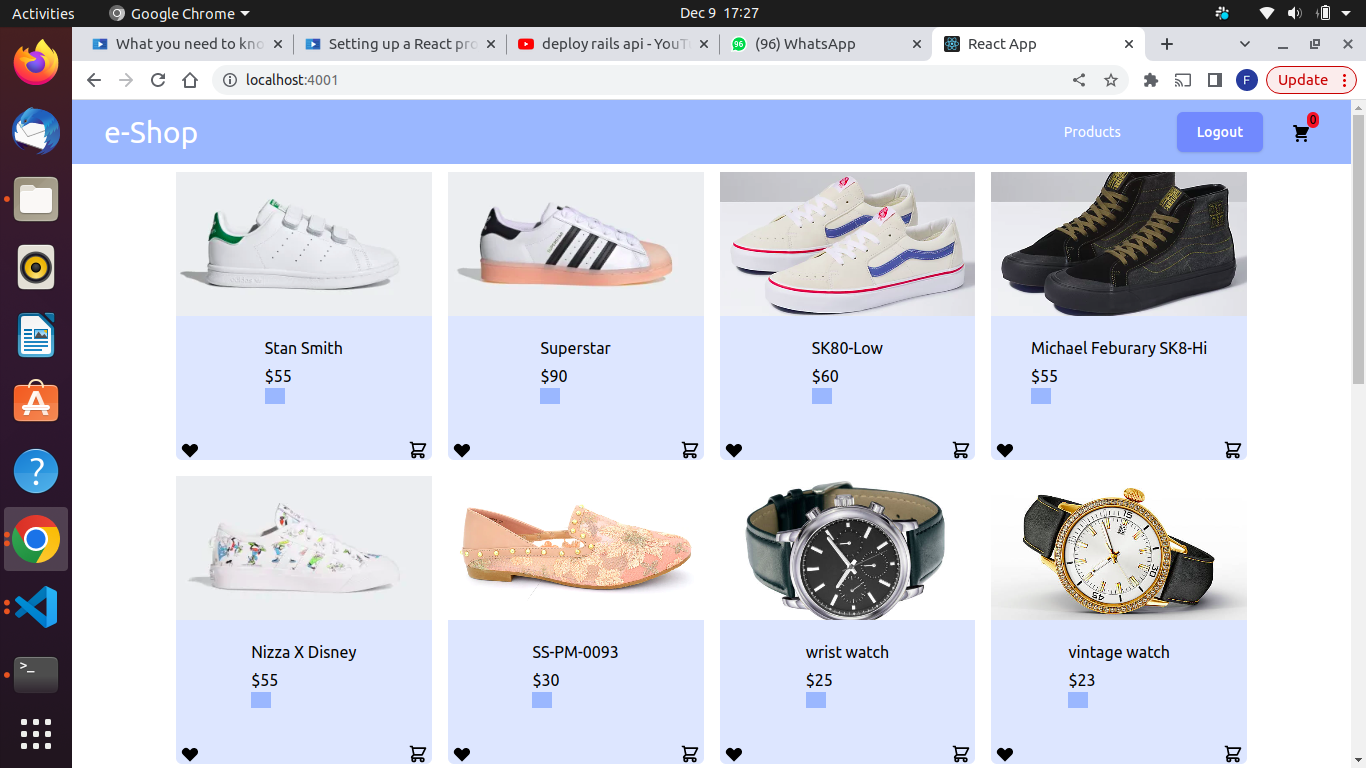 Activities
Google Chrome
Dec 9 17:27
What you need to kno
Setting up a React pro
deploy rails api - YouT
(96) WhatsApp
React App
localhost:4001
F
Update
e-Shop
Products
Logout
0
Stan Smith
$55
Superstar
$90
SK80-Low
$60
Michael Feburary SK8-Hi
$55
Nizza X Disney
$55
SS-PM-0093
$30
wrist watch
$25
vintage watch
$23